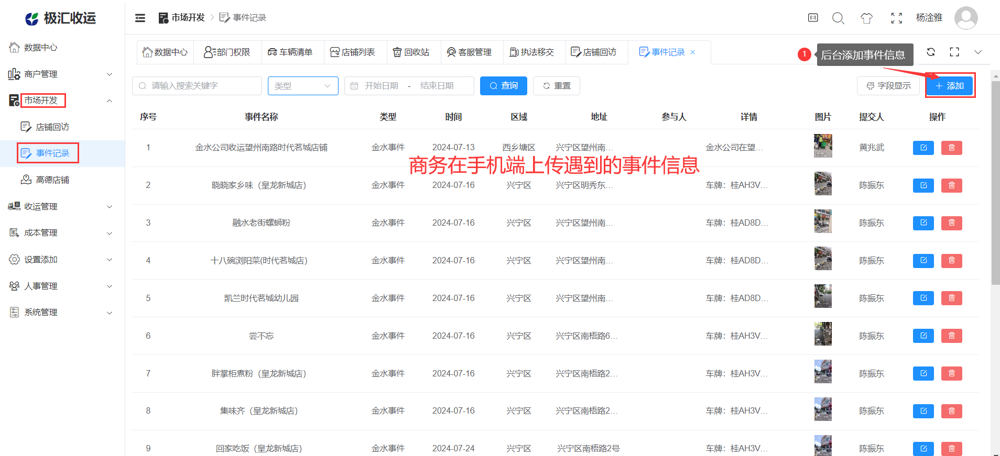 极汇收运
市场开发 > 事件记录
杨淦雅
数据中心
商户管理
市场开发
店铺回访
事件记录
高德店铺
收运管理
成本管理
设置添加
人事管理
系统管理
数据中心 部门权限 车辆清单 店铺列表 回收站 客服管理 执法移交 店铺回访 事件记录 ×
1 后台添加事件信息
请输入搜索关键字 类型 开始日期 - 结束日期 查询 重置 字段显示 + 添加
序号 事件名称 类型 时间 区域 地址 参与人 详情 图片 提交人 操作
1 金水公司收运望州南路时代茗城店铺 金水事件 2024-07-13 西乡塘区 兴宁区望州南... 金水公司在望... 黄兆武
商务在手机端上传遇到的事件信息
2 晓晓家乡味（皇龙新城店） 金水事件 2024-07-16 兴宁区 兴宁区明秀东... 车牌：桂AH3V... 陈振东
3 融水老街螺蛳粉 金水事件 2024-07-16 兴宁区 兴宁区望州南... 车牌：桂AD8D... 陈振东
4 十八碗浏阳菜(时代茗城店) 金水事件 2024-07-16 兴宁区 兴宁区望州南... 车牌：桂AD8D... 陈振东
5 凯兰时代茗城幼儿园 金水事件 2024-07-16 兴宁区 兴宁区望州南... 车牌：桂AD8D... 陈振东
6 尝不忘 金水事件 2024-07-16 兴宁区 兴宁区南梧路6... 车牌：桂AH3V... 陈振东
7 胖掌柜煮粉（皇龙新城店） 金水事件 2024-07-16 兴宁区 兴宁区南梧路2... 车牌：桂AH3V... 陈振东
8 集味齐（皇龙新城店） 金水事件 2024-07-16 兴宁区 兴宁区南梧路2... 车牌：桂AH3V... 陈振东
9 回家吃饭（皇龙新城店） 金水事件 2024-07-24 兴宁区 兴宁区南梧路2号 车牌：桂AH3V... 陈振东